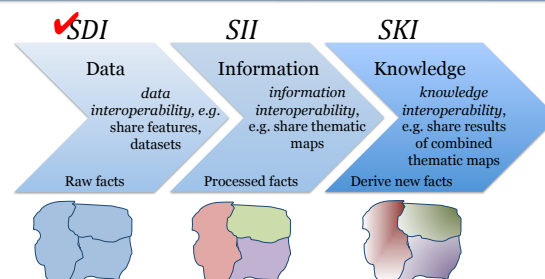 SDI
SII
SKI
Data
data
interoperability, e.g.
share features,
datasets
Raw facts
Information
information
interoperability,
e.g. share thematic
maps
Processed facts
Knowledge
knowledge
interoperability,
e.g. share results
of combined
thematic maps
Derive new facts